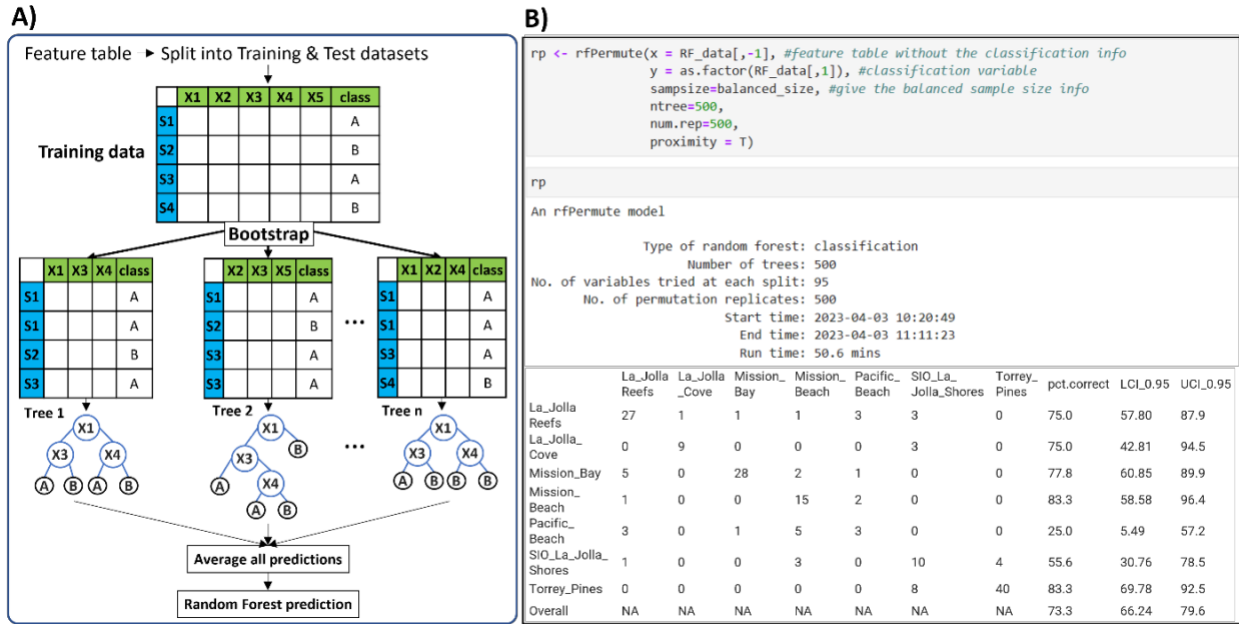 A)
Feature table → Split into Training & Test datasets
X1 X2 X3 X4 X5 class
S1 A
Training data
S2 B
S3 A
S4 B
Bootstrap
X1 X3 X4 class
S1 A
S1 A
S2 B
S3 A
Tree 1
X1
X3 X4
A B A B
X2 X3 X5 class
S1 A
S2 B
S3 A
S3 A
Tree 2
X1
X3 B
A X4
A B
...
...
X1 X2 X4 class
S1 A
S1 A
S3 A
S4 B
Tree n
X1
X3 X4
A B B B
Average all predictions
Random Forest prediction
B)
rp <- rfPermute(x = RF_data[,-1], #feature table without the classification info
y = as.factor(RF_data[,1]), #classification variable
sampsize=balanced_size, #give the balanced sample size info
ntree=500,
num.rep=500,
proximity = T)
rp
An rfPermute model
Type of random forest: classification
Number of trees: 500
No. of variables tried at each split: 95
No. of permutation replicates: 500
Start time: 2023-04-03 10:20:49
End time: 2023-04-03 11:11:23
Run time: 50.6 mins
La_Jolla La_Jolla Mission_ Mission_ Pacific_ SIO_La_ Torrey_
Reefs _Cove Bay Beach Beach Jolla_Shores Pines pct.correct LCI_0.95 UCI_0.95
La_Jolla
Reefs 27 1 1 1 3 3 0 75.0 57.80 87.9
La_Jolla_
Cove 0 9 0 0 0 3 0 75.0 42.81 94.5
Mission_Bay 5 0 28 2 1 0 0 77.8 60.85 89.9
Mission_
Beach 1 0 0 15 2 0 0 83.3 58.58 96.4
Pacific_
Beach 3 0 1 5 3 0 0 25.0 5.49 57.2
SIO_La_Jolla_
Shores 1 0 0 3 0 10 4 55.6 30.76 78.5
Torrey_Pines 0 0 0 0 0 8 40 83.3 69.78 92.5
Overall NA NA NA NA NA NA NA 73.3 66.24 79.6